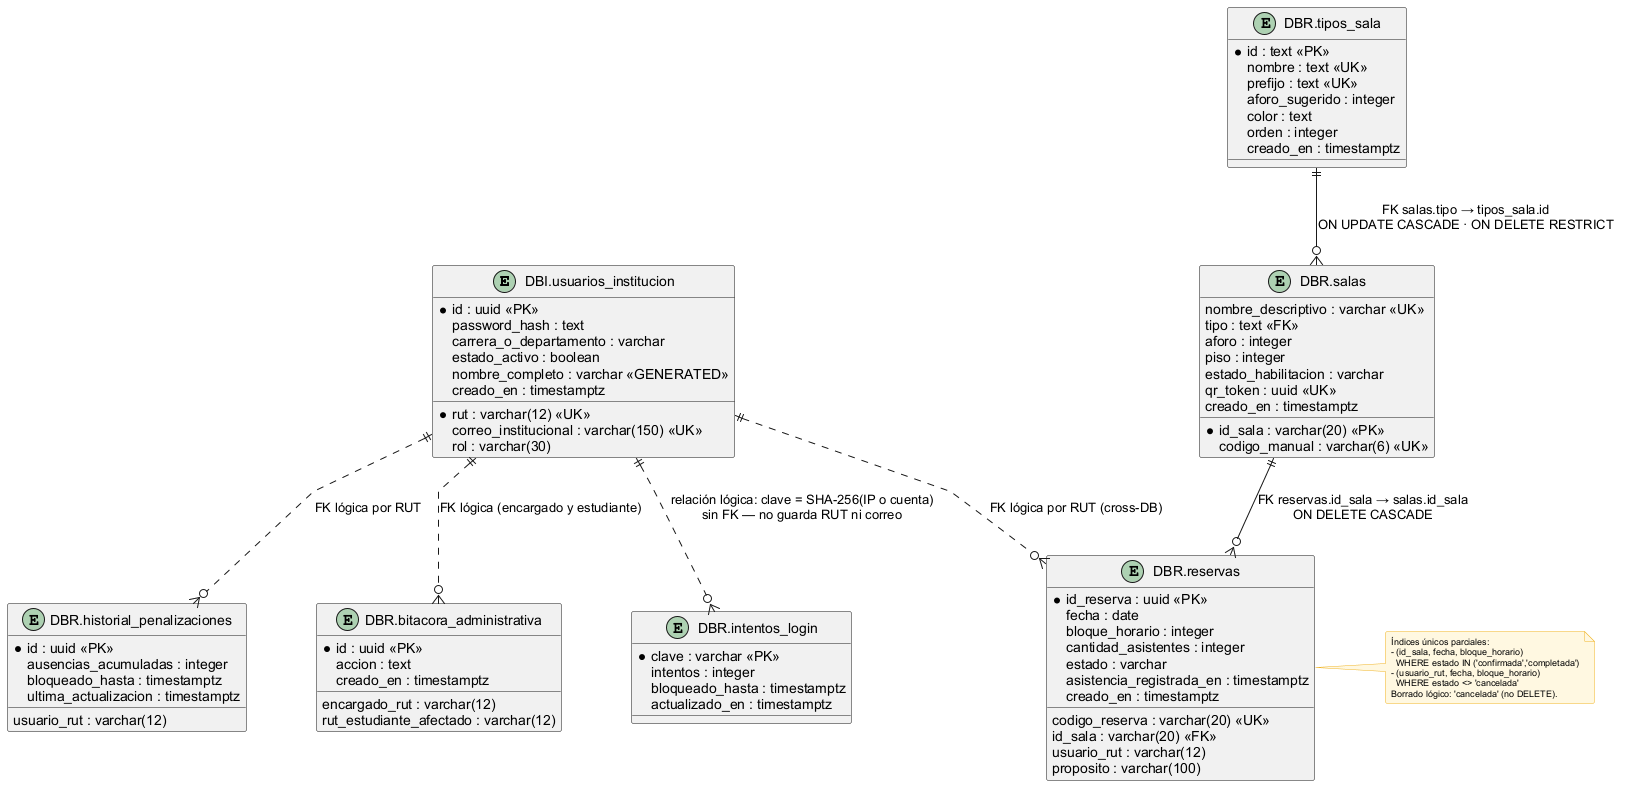 E DBR.tipos_sala
id : text «PK»
nombre : text «UK»
prefijo : text «UK»
aforo_sugerido : integer
color : text
orden : integer
creado_en : timestamptz
FK salas.tipo → tipos_sala.id
ON UPDATE CASCADE · ON DELETE RESTRICT
E DBI.usuarios_institucion
id : uuid «PK»
password_hash : text
carrera_o_departamento : varchar
estado_activo : boolean
nombre_completo : varchar «GENERATED»
creado_en : timestamptz
rut : varchar(12) «UK»
correo_institucional : varchar(150) «UK»
rol : varchar(30)
E DBR.salas
nombre_descriptivo : varchar «UK»
tipo : text «FK»
aforo : integer
piso : integer
estado_habilitacion : varchar
qr_token : uuid «UK»
creado_en : timestamptz
id_sala : varchar(20) «PK»
codigo_manual : varchar(6) «UK»
FK lógica por RUT
FK lógica (encargado y estudiante)
relación lógica: clave = SHA-256(IP o cuenta)
sin FK — no guarda RUT ni correo
FK lógica por RUT (cross-DB)
FK reservas.id_sala → salas.id_sala
ON DELETE CASCADE
E DBR.historial_penalizaciones
id : uuid «PK»
ausencias_acumuladas : integer
bloqueado_hasta : timestamptz
ultima_actualizacion : timestamptz
usuario_rut : varchar(12)
E DBR.bitacora_administrativa
id : uuid «PK»
accion : text
creado_en : timestamptz
encargado_rut : varchar(12)
rut_estudiante_afectado : varchar(12)
E DBR.intentos_login
clave : varchar «PK»
intentos : integer
bloqueado_hasta : timestamptz
actualizado_en : timestamptz
E DBR.reservas
id_reserva : uuid «PK»
fecha : date
bloque_horario : integer
cantidad_asistentes : integer
estado : varchar
asistencia_registrada_en : timestamptz
creado_en : timestamptz
codigo_reserva : varchar(20) «UK»
id_sala : varchar(20) «FK»
usuario_rut : varchar(12)
proposito : varchar(100)
Índices únicos parciales:
- (id_sala, fecha, bloque_horario)
WHERE estado IN ('confirmada','completada')
- (usuario_rut, fecha, bloque_horario)
WHERE estado <> 'cancelada'
Borrado lógico: 'cancelada' (no DELETE).